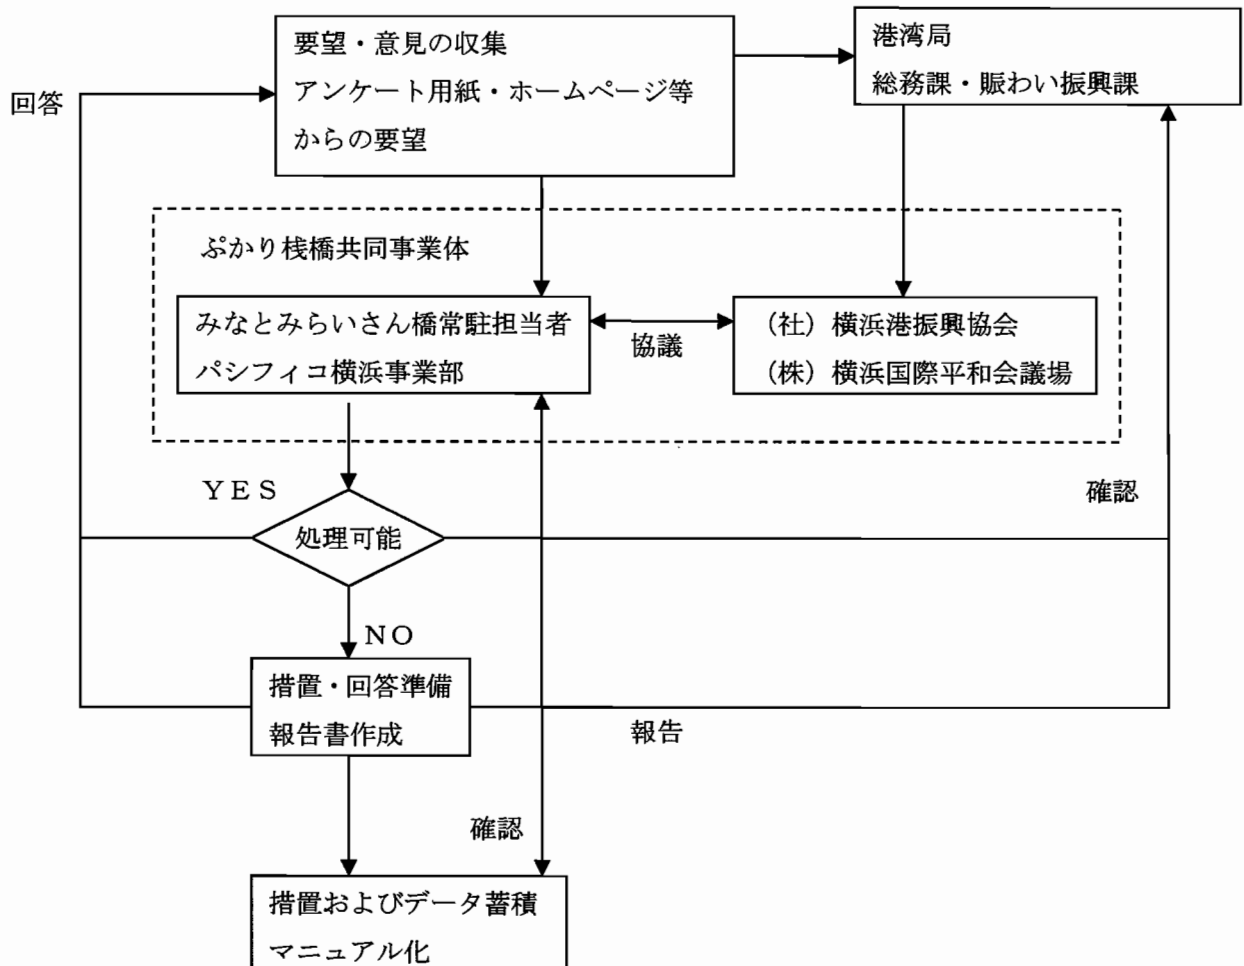 要望・意見の収集
アンケート用紙・ホームページ等
からの要望
港湾局
総務課・賑わい振興課
回答
ぷかり桟橋共同事業体
みなとみらいさん橋常駐担当者
パシフィコ横浜事業部
協議
（社）横浜港振興協会
（株）横浜国際平和会議場
ＹＥＳ
確認
処理可能
ＮＯ
措置・回答準備
報告書作成
報告
確認
措置およびデータ蓄積
マニュアル化